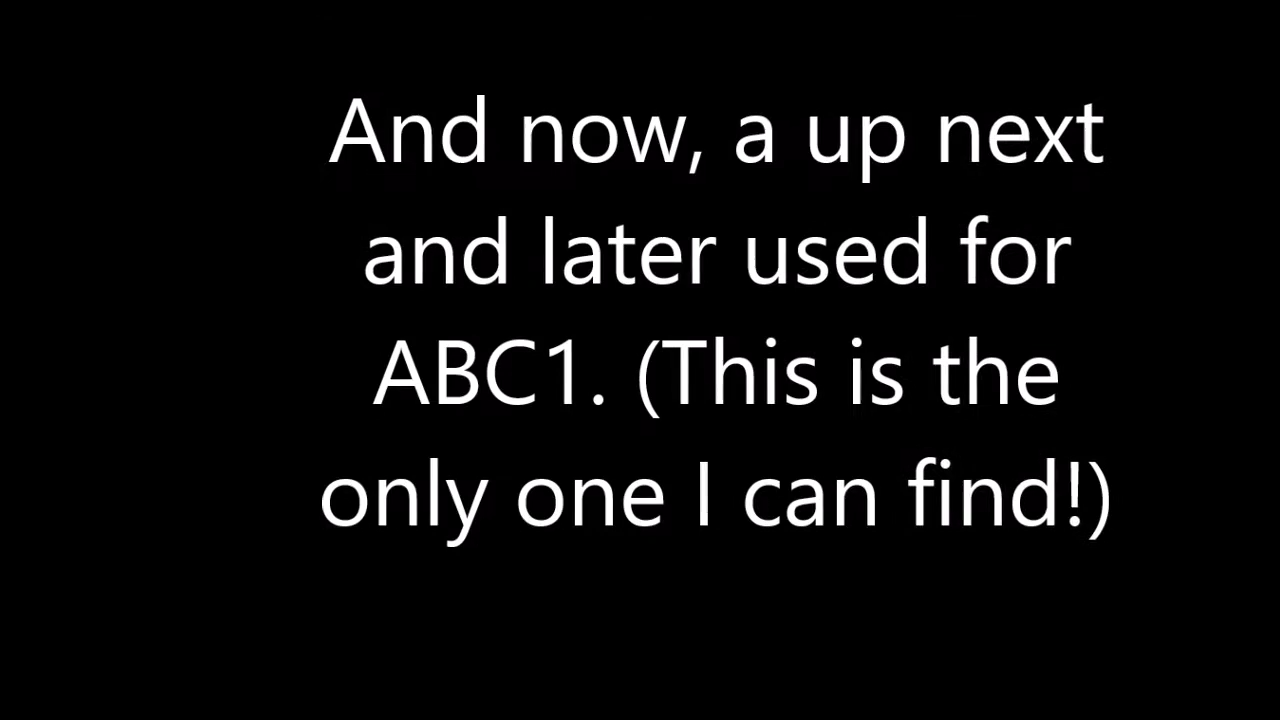 And now, a up next
and later used for
ABC1. (This is the
only one I can find!)